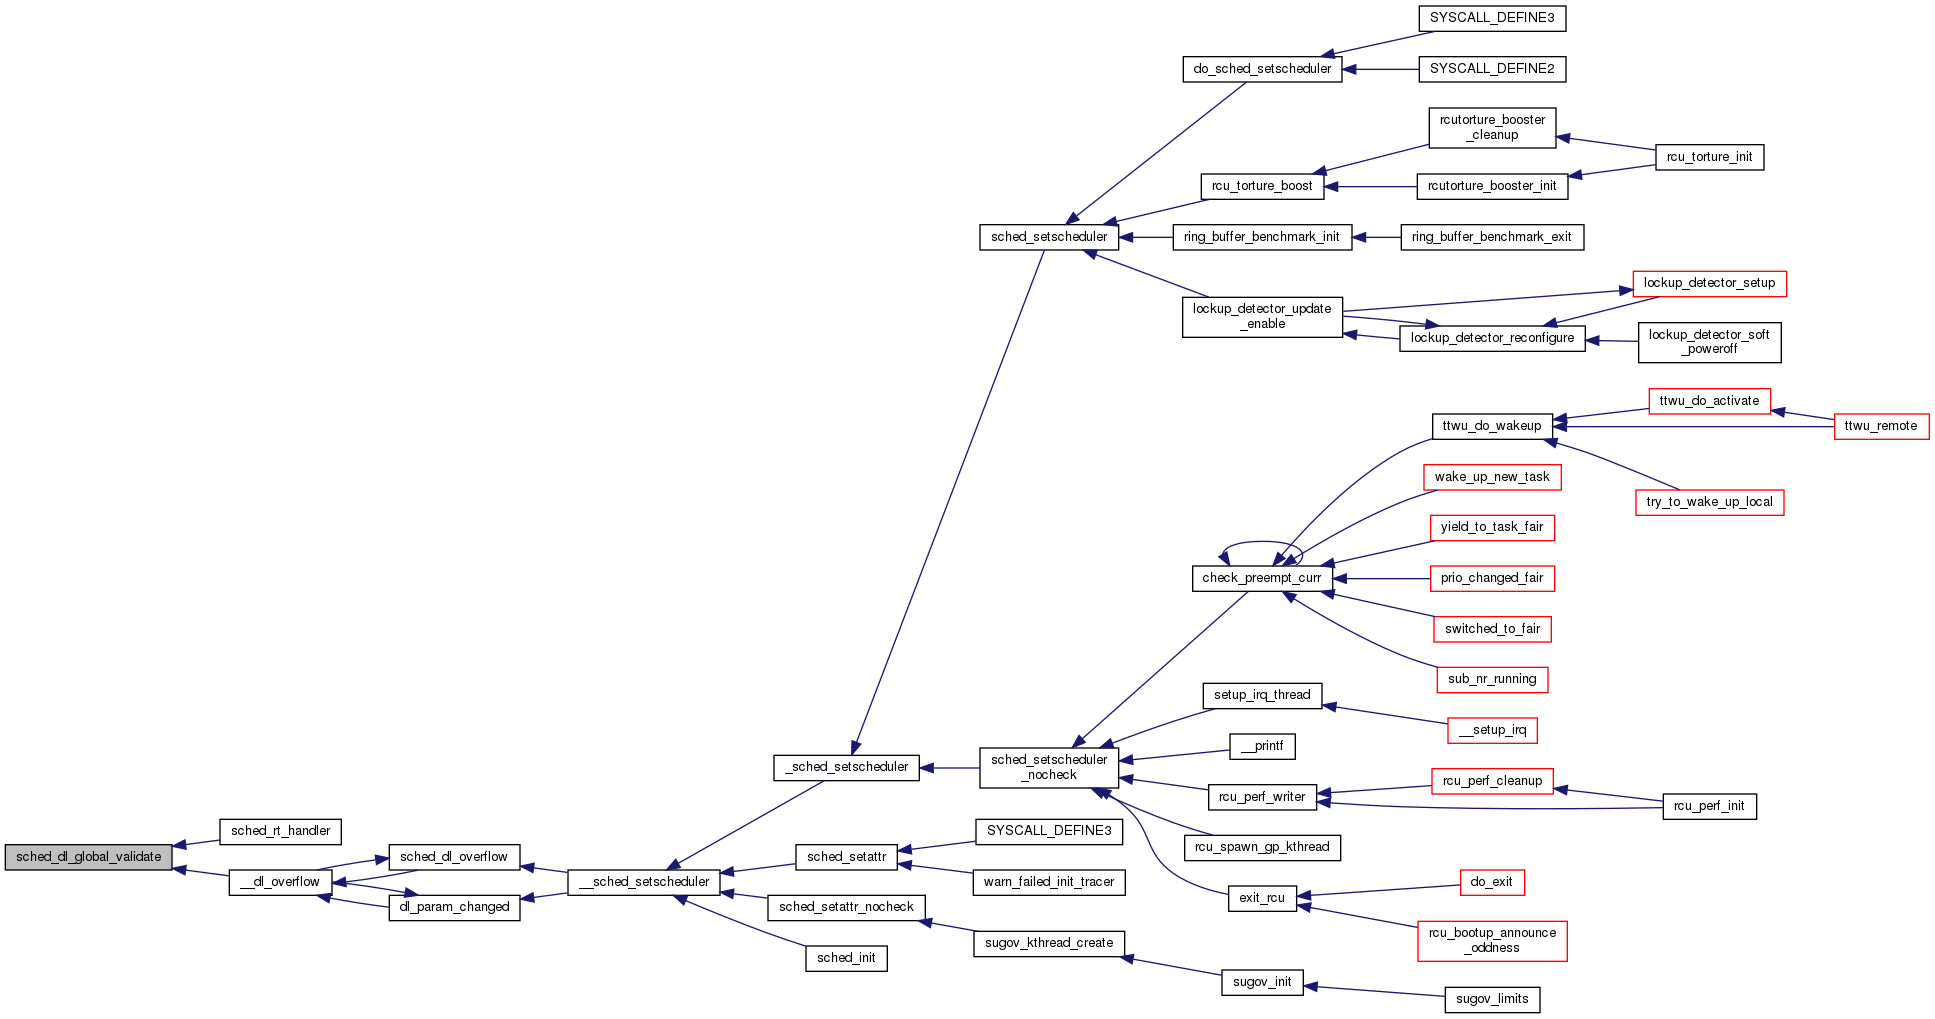 SYSCALL_DEFINE3
do_sched_setscheduler
SYSCALL_DEFINE2
rcutorture_booster
_cleanup
rcu_torture_init
rcu_torture_boost
rcutorture_booster_init
sched_setscheduler
ring_buffer_benchmark_init
ring_buffer_benchmark_exit
lockup_detector_setup
lockup_detector_update
_enable
lockup_detector_reconfigure
lockup_detector_soft
_poweroff
ttwu_do_activate
ttwu_do_wakeup
ttwu_remote
wake_up_new_task
try_to_wake_up_local
yield_to_task_fair
check_preempt_curr
prio_changed_fair
switched_to_fair
sub_nr_running
setup_irq_thread
__setup_irq
__printf
_sched_setscheduler
sched_setscheduler
_nocheck
rcu_perf_cleanup
rcu_perf_writer
rcu_perf_init
sched_rt_handler
SYSCALL_DEFINE3
rcu_spawn_gp_kthread
sched_dl_global_validate
sched_dl_overflow
sched_setattr
__dl_overflow
__sched_setscheduler
warn_failed_init_tracer
do_exit
exit_rcu
dl_param_changed
sched_setattr_nocheck
rcu_bootup_announce
_oddness
sugov_kthread_create
sched_init
sugov_init
sugov_limits